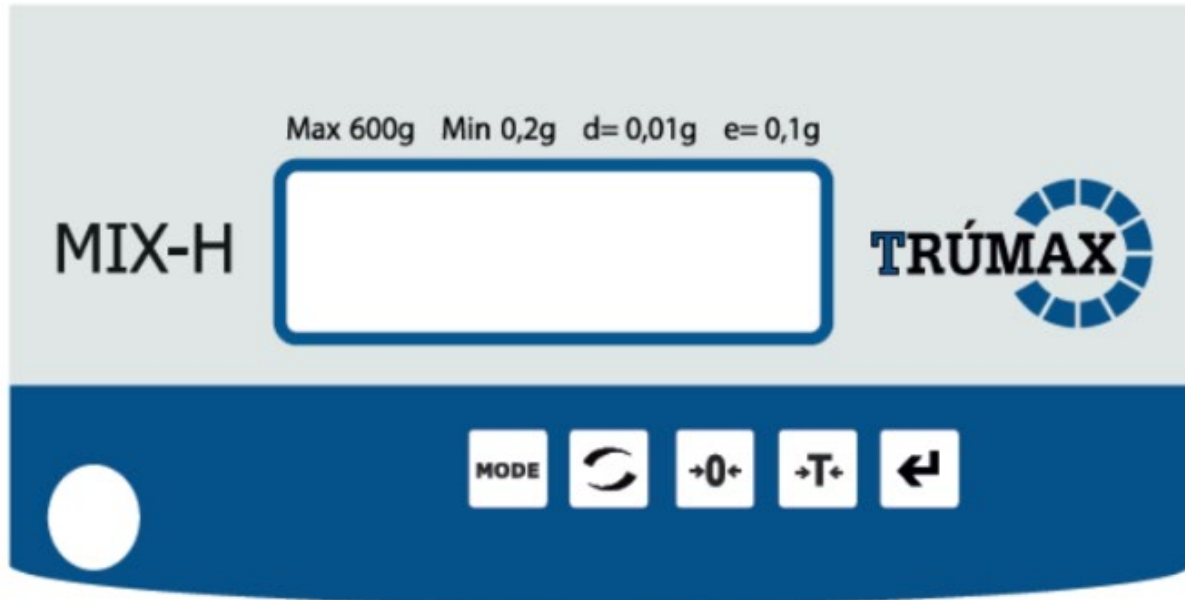 Max 600g Min 0,2g d= 0,01g e= 0,1g
MIX-H
TRÚMAX
MODE
→0←
→T←